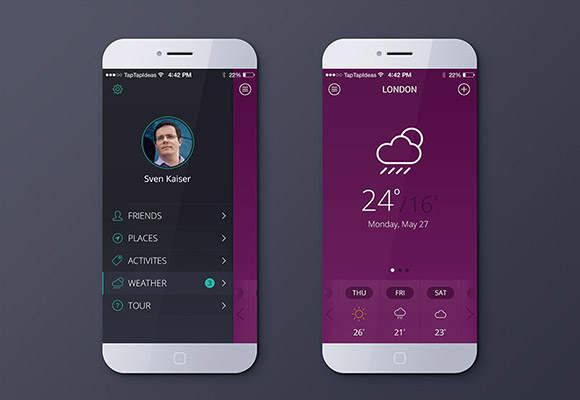 TapTapIdeas 4:42 PM 22%
Sven Kaiser
FRIENDS
PLACES
ACTIVITES
WEATHER 3
TOUR
TapTapIdeas 4:42 PM 22%
LONDON
24°/16°
Monday, May 27
THU FRI SAT
26° 21° 23°